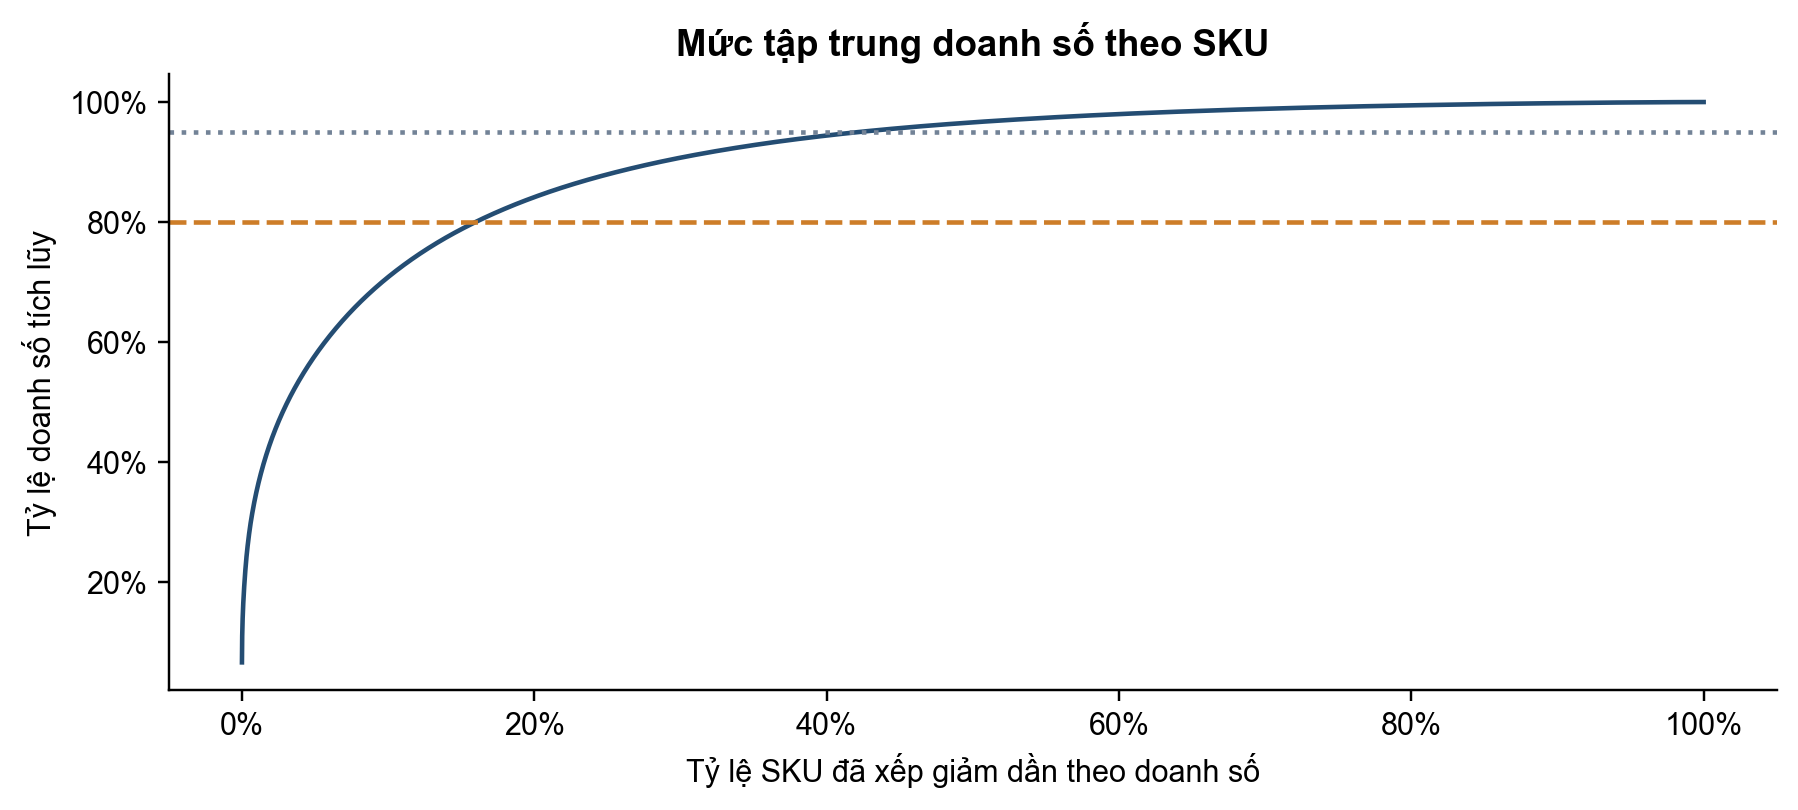 Mức tập trung doanh số theo SKU
100%
80%
60%
40%
20%
Tỷ lệ doanh số tích lũy
0% 20% 40% 60% 80% 100%
Tỷ lệ SKU đã xếp giảm dần theo doanh số